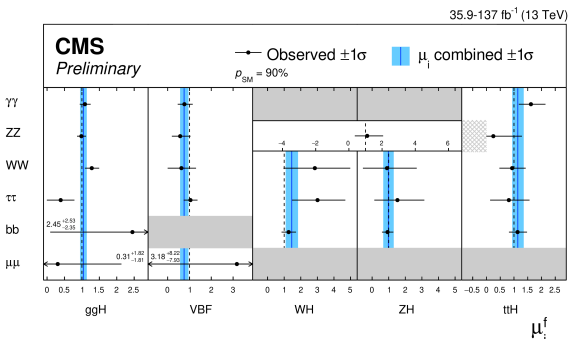 35.9-137 fb⁻¹ (13 TeV)
CMS
Preliminary
Observed ±1σ
μᵢ combined ±1σ
p_SM = 90%
γγ
ZZ
−4 −2 0 2 4 6
WW
ττ
bb
2.45 +2.53 −2.35
μμ
0.31 +1.82 −1.81
3.18 +8.22 −7.93
0 0.5 1 1.5 2 2.5
0 1 2 3
0 1 2 3 4 5
0 1 2 3 4 5
−0.5 0 0.5 1 1.5 2 2.5
ggH VBF WH ZH ttH
μᵢᶠ